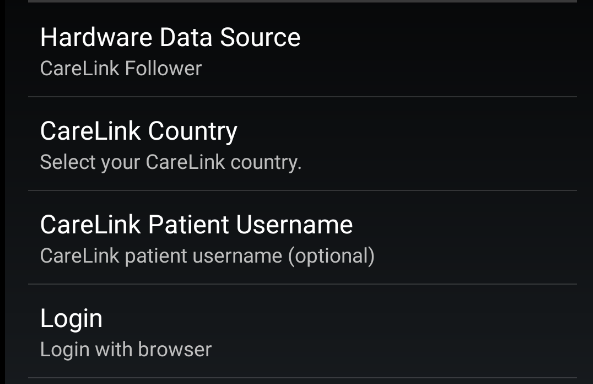 Hardware Data Source
CareLink Follower
CareLink Country
Select your CareLink country.
CareLink Patient Username
CareLink patient username (optional)
Login
Login with browser